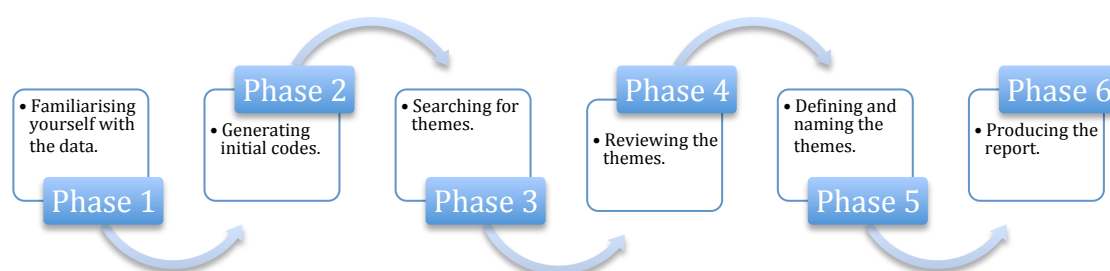 • Familiarising
yourself with
the data.
Phase 1
Phase 2
• Generating
initial codes.
• Searching for
themes.
Phase 3
Phase 4
• Reviewing the
themes.
• Defining and
naming the
themes.
Phase 5
Phase 6
• Producing the
report.